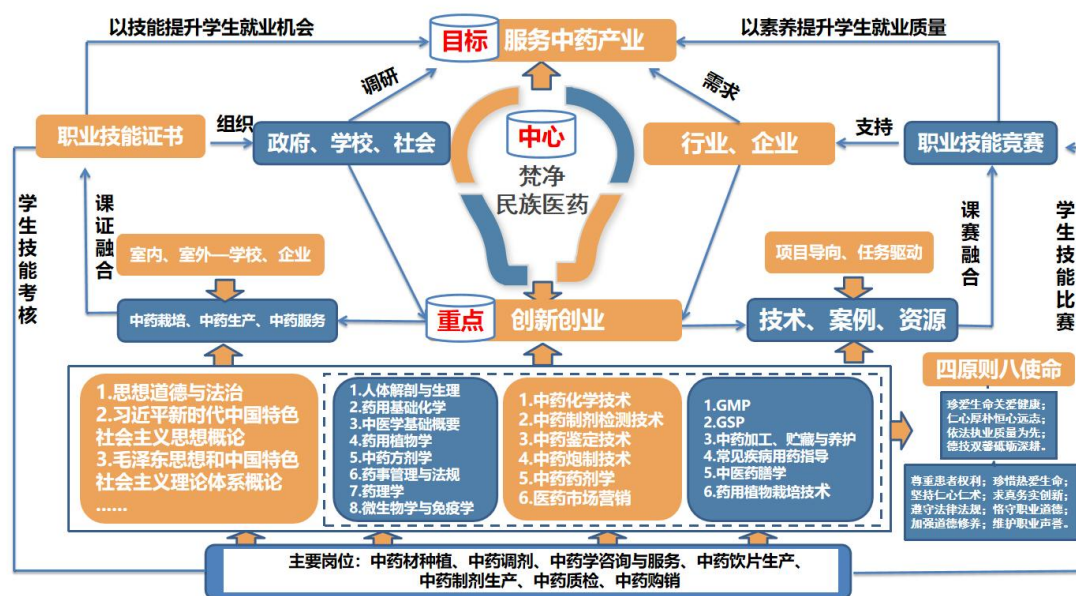 以技能提升学生就业机会
目标
服务中药产业
以素养提升学生就业质量
调研
需求
职业技能证书
组织
政府、学校、社会
中心
梵净
民族医药
行业、企业
支持
职业技能竞赛
学生技能考核
课证融合
室内、室外—学校、企业
项目导向、任务驱动
课赛融合
学生技能比赛
中药栽培、中药生产、中药服务
重点
创新创业
技术、案例、资源
1.思想道德与法治
2.习近平新时代中国特色
社会主义思想概论
3.毛泽东思想和中国特色
社会主义理论体系概论
......
1.人体解剖与生理
2.药用基础化学
3.中医学基础概要
4.药用植物学
5.中药方剂学
6.药事管理与法规
7.药理学
8.微生物学与免疫学
1.中药化学技术
2.中药制剂检测技术
3.中药鉴定技术
4.中药炮制技术
5.中药药剂学
6.医药市场营销
1.GMP
2.GSP
3.中药加工、贮藏与养护
4.常见疾病用药指导
5.中医药膳学
6.药用植物栽培技术
四原则八使命
珍爱生命关爱健康；
仁心厚朴恒心远志；
依法执业质量为先；
德技双馨砥砺深耕。
尊重患者权利；珍惜热爱生命；
坚持仁心仁术；求真务实创新；
遵守法律法规；恪守职业道德；
加强道德修养；维护职业声誉。
主要岗位：中药材种植、中药调剂、中药学咨询与服务、中药饮片生产、
中药制剂生产、中药质检、中药购销